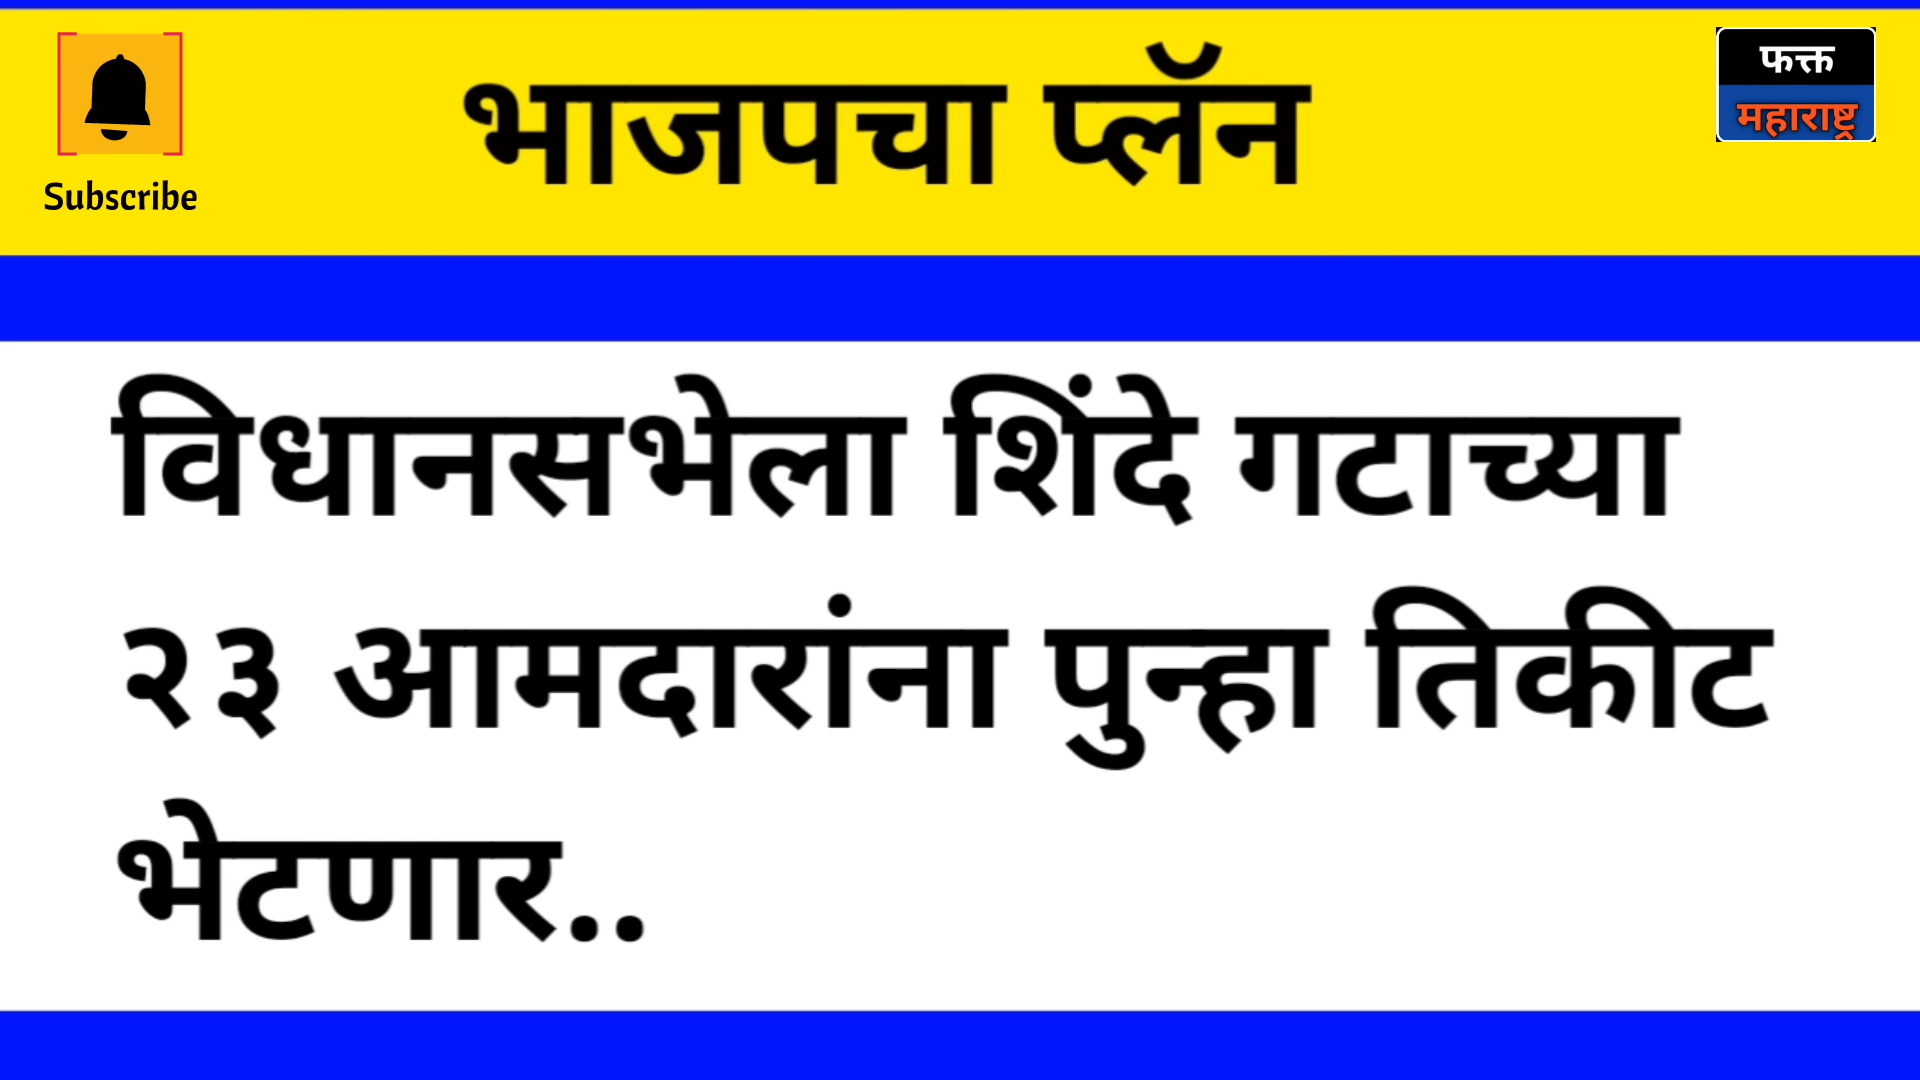 भाजपचा प्लॅन
फक्त
महाराष्ट्र
Subscribe
विधानसभेला शिंदे गटाच्या
२३ आमदारांना पुन्हा तिकीट
भेटणार..